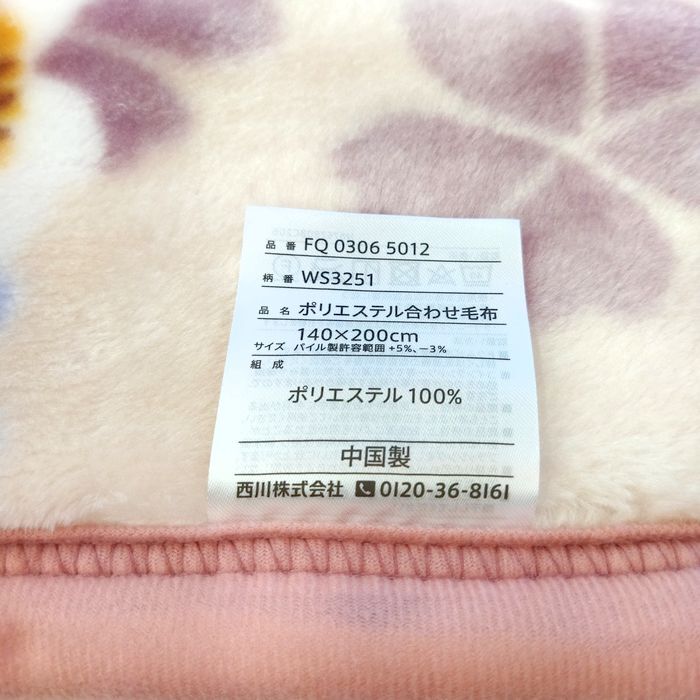 品番 FQ 0306 5012
柄番 WS3251
品名 ポリエステル合わせ毛布
サイズ 140×200cm
パイル製許容範囲 +5%、−3%
組成
ポリエステル 100%
中国製
西川株式会社 0120-36-8161